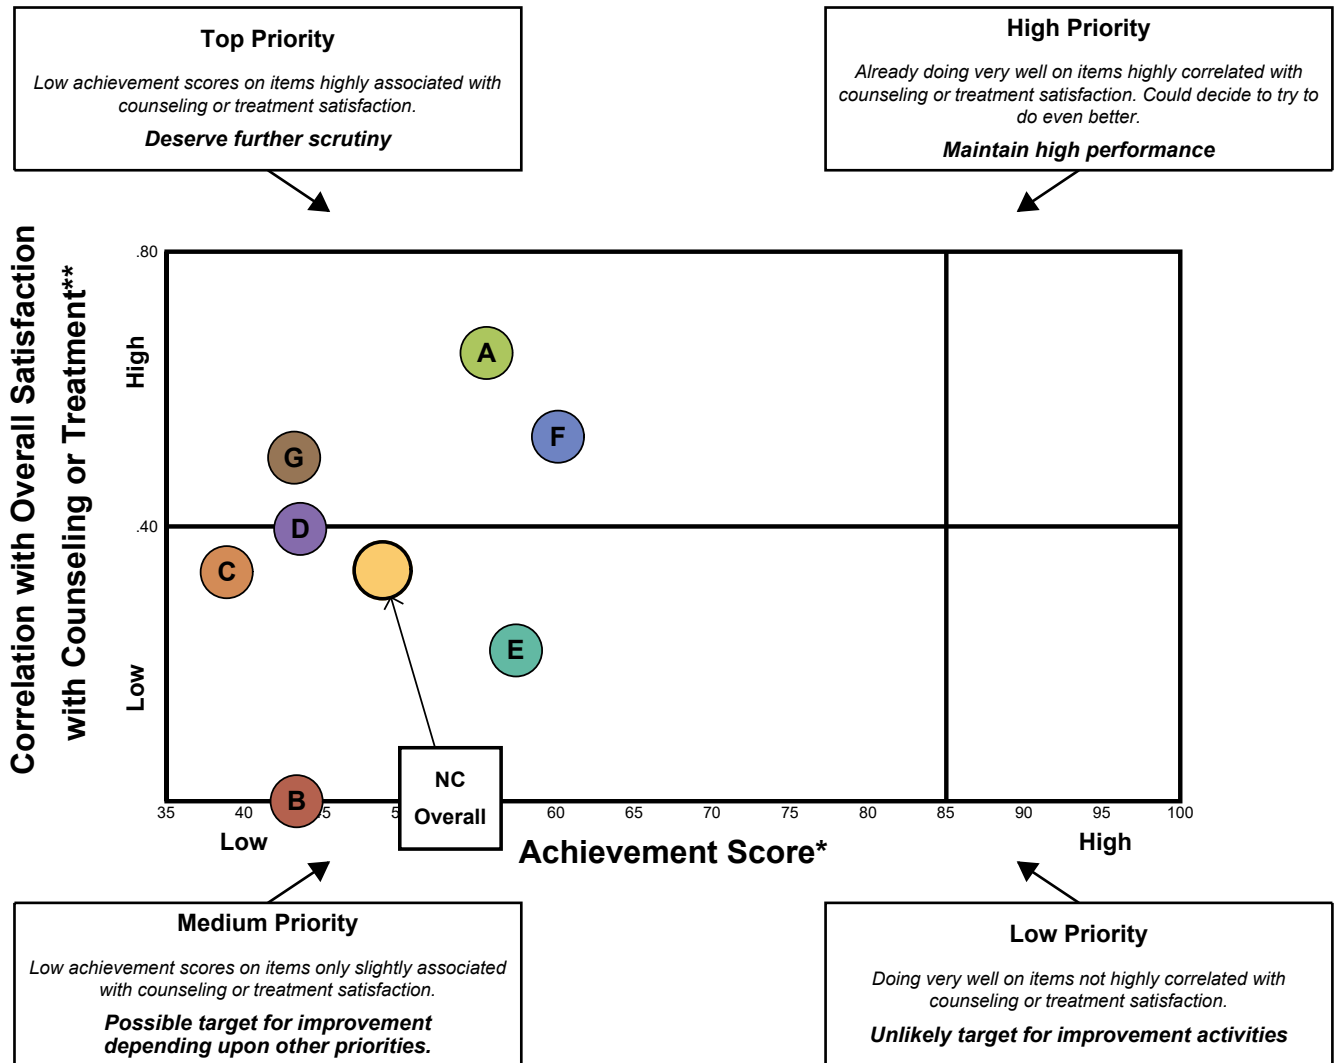 Top Priority
Low achievement scores on items highly associated with
counseling or treatment satisfaction.
Deserve further scrutiny
High Priority
Already doing very well on items highly correlated with
counseling or treatment satisfaction. Could decide to try to
do even better.
Maintain high performance
Correlation with Overall Satisfaction
with Counseling or Treatment**
High
Low
.80
.40
A
F
G
D
C
E
B
NC
Overall
35 40 45 5 60 65 70 75 80 85 90 95 100
Low
High
Achievement Score*
Medium Priority
Low achievement scores on items only slightly associated
with counseling or treatment satisfaction.
Possible target for improvement
depending upon other priorities.
Low Priority
Doing very well on items not highly correlated with
counseling or treatment satisfaction.
Unlikely target for improvement activities